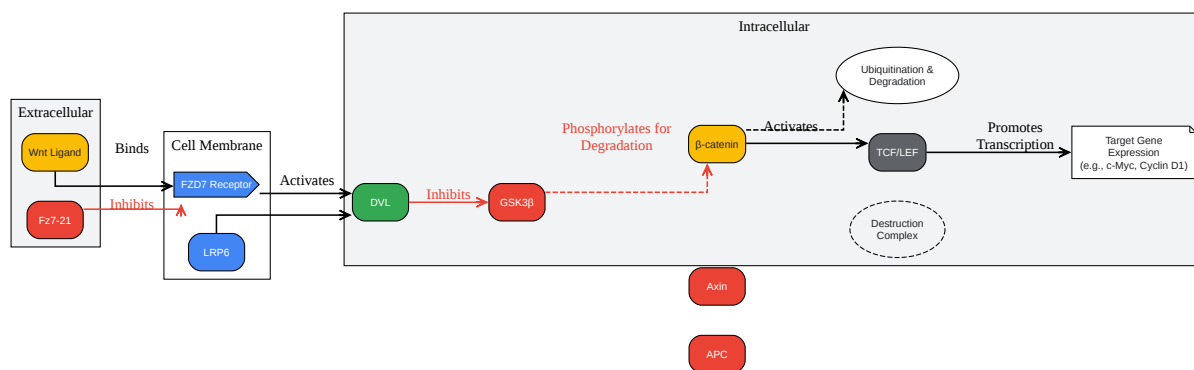 Intracellular
Extracellular
Wnt Ligand
Fz7-21
Binds
Inhibits
Cell Membrane
FZD7 Receptor
LRP6
Activates
DVL
Inhibits
GSK3β
Phosphorylates for
Degradation
β-catenin
Activates
Ubiquitination &
Degradation
TCF/LEF
Promotes
Transcription
Target Gene
Expression
(e.g., c-Myc, Cyclin D1)
Destruction
Complex
Axin
APC